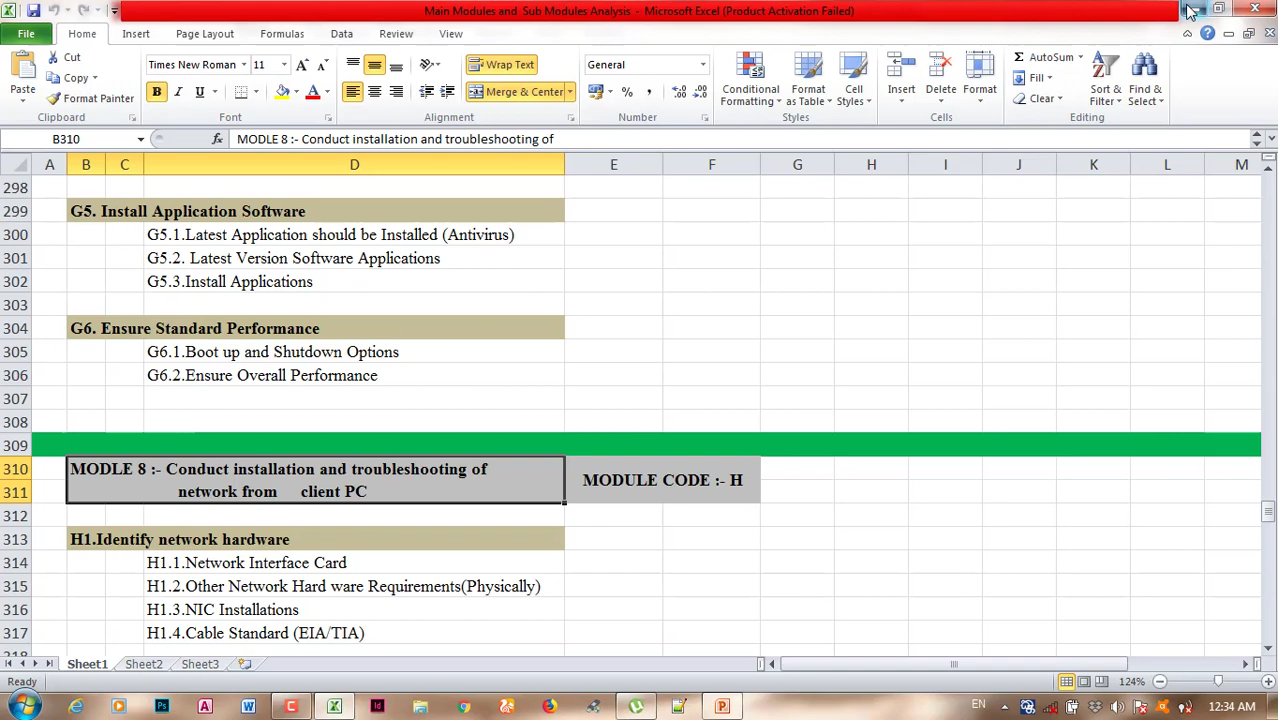 Main Modules and Sub Modules Analysis - Microsoft Excel (Product Activation Failed)
File Home Insert Page Layout Formulas Data Review View
Cut
Copy
Format Painter
Paste
Clipboard
Times New Roman 11
B I U
Font
Wrap Text
Merge & Center
Alignment
General
%
Number
Conditional Formatting
Format as Table
Cell Styles
Styles
Insert
Delete
Format
Cells
AutoSum
Fill
Clear
Sort & Filter
Find & Select
Editing
B310 fx MODLE 8 :- Conduct installation and troubleshooting of
A B C D E F G H I J K L M
298
299 G5. Install Application Software
300 G5.1.Latest Application should be Installed (Antivirus)
301 G5.2. Latest Version Software Applications
302 G5.3.Install Applications
303
304 G6. Ensure Standard Performance
305 G6.1.Boot up and Shutdown Options
306 G6.2.Ensure Overall Performance
307
308
309
310 MODLE 8 :- Conduct installation and troubleshooting of
311 network from client PC
MODULE CODE :- H
312
313 H1.Identify network hardware
314 H1.1.Network Interface Card
315 H1.2.Other Network Hard ware Requirements(Physically)
316 H1.3.NIC Installations
317 H1.4.Cable Standard (EIA/TIA)
Sheet1 Sheet2 Sheet3
Ready
124%
EN
12:34 AM